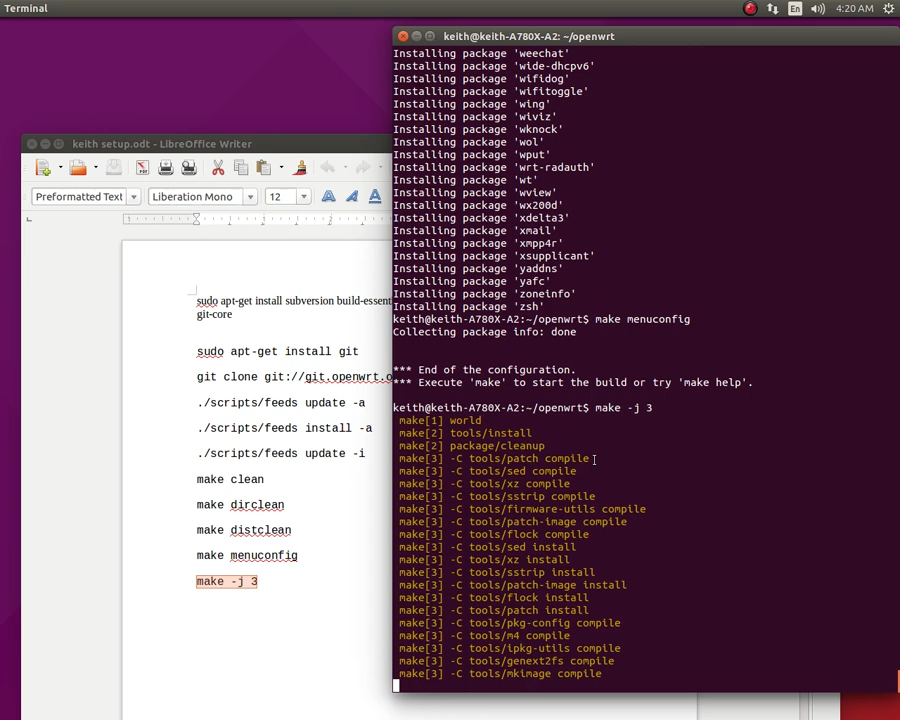 Terminal
En
4:20 AM
keith@keith-A780X-A2: ~/openwrt
Installing package 'weechat'
Installing package 'wide-dhcpv6'
Installing package 'wifidog'
Installing package 'wifitoggle'
Installing package 'wing'
Installing package 'wiviz'
Installing package 'wknock'
Installing package 'wol'
Installing package 'wput'
Installing package 'wrt-radauth'
Installing package 'wt'
Installing package 'wview'
Installing package 'wx200d'
Installing package 'xdelta3'
Installing package 'xmail'
Installing package 'xmpp4r'
Installing package 'xsupplicant'
Installing package 'yaddns'
Installing package 'yafc'
Installing package 'zoneinfo'
Installing package 'zsh'
keith@keith-A780X-A2:~/openwrt$ make menuconfig
Collecting package info: done
*** End of the configuration.
*** Execute 'make' to start the build or try 'make help'.
keith@keith-A780X-A2:~/openwrt$ make -j 3
make[1] world
make[2] tools/install
make[2] package/cleanup
make[3] -C tools/patch compile
make[3] -C tools/sed compile
make[3] -C tools/xz compile
make[3] -C tools/sstrip compile
make[3] -C tools/firmware-utils compile
make[3] -C tools/patch-image compile
make[3] -C tools/flock compile
make[3] -C tools/sed install
make[3] -C tools/xz install
make[3] -C tools/sstrip install
make[3] -C tools/patch-image install
make[3] -C tools/flock install
make[3] -C tools/patch install
make[3] -C tools/pkg-config compile
make[3] -C tools/m4 compile
make[3] -C tools/ipkg-utils compile
make[3] -C tools/genext2fs compile
make[3] -C tools/mkimage compile
keith setup.odt - LibreOffice Writer
Preformatted Text
Liberation Mono
12
sudo apt-get install subversion build-essent
git-core
sudo apt-get install git
git clone git://git.openwrt.o
./scripts/feeds update -a
./scripts/feeds install -a
./scripts/feeds update -i
make clean
make dirclean
make distclean
make menuconfig
make -j 3